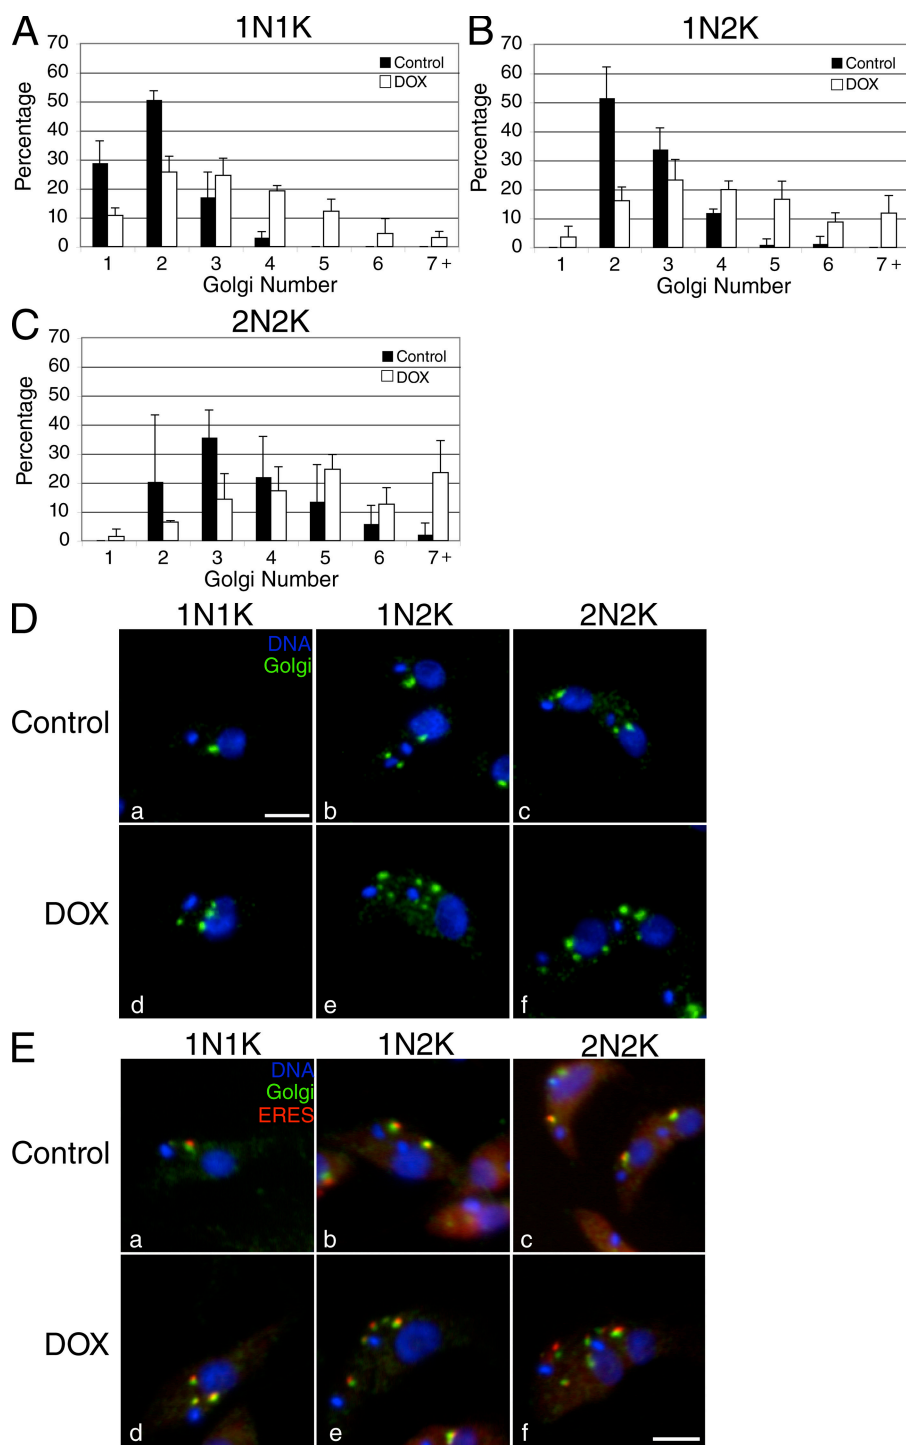 A
1N1K
70
60
50
40
30
20
10
0
Percentage
Control
DOX
1 2 3 4 5 6 7+
Golgi Number
B
1N2K
70
60
50
40
30
20
10
0
Percentage
Control
DOX
1 2 3 4 5 6 7+
Golgi Number
C
2N2K
70
60
50
40
30
20
10
0
Percentage
Control
DOX
1 2 3 4 5 6 7+
Golgi Number
D
1N1K 1N2K 2N2K
DNA
Golgi
Control
a b c
DOX
d e f
E
1N1K 1N2K 2N2K
DNA
Golgi
ERES
Control
a b c
DOX
d e f